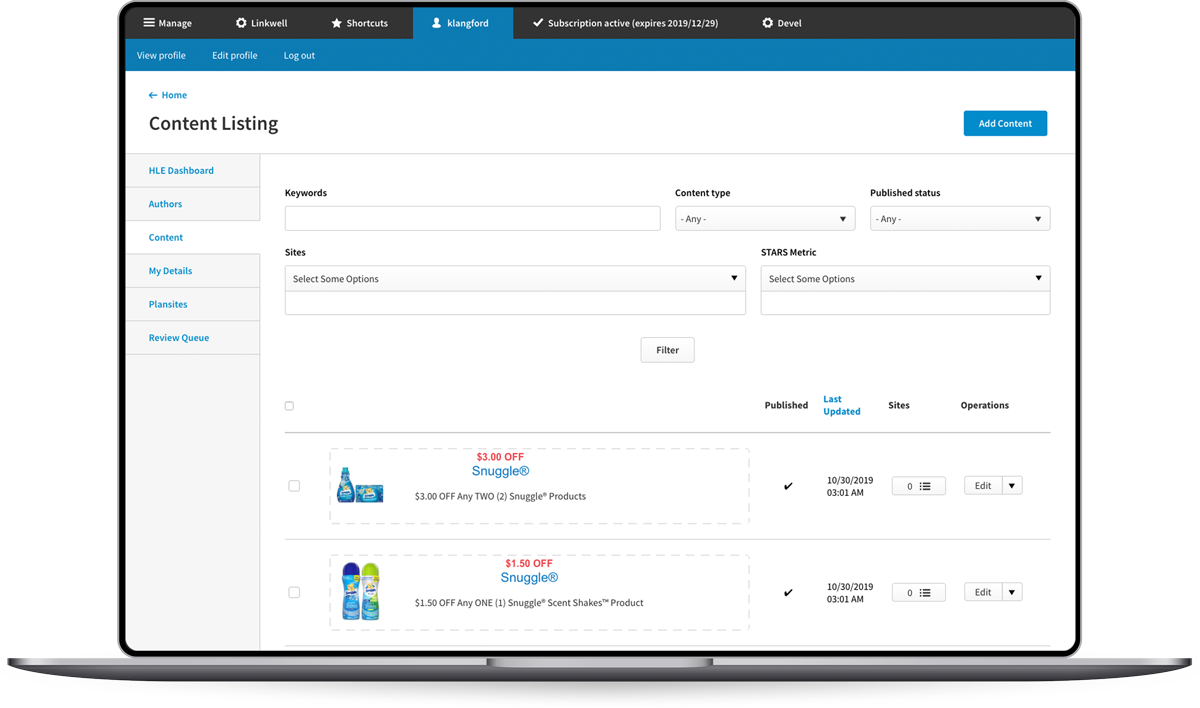 Manage
Linkwell
Shortcuts
klangford
Subscription active (expires 2019/12/29)
Devel
View profile
Edit profile
Log out
← Home
Content Listing
Add Content
HLE Dashboard
Authors
Content
My Details
Plansites
Review Queue
Keywords
Content type
Published status
- Any -
- Any -
Sites
STARS Metric
Select Some Options
Select Some Options
Filter
Published
Last
Updated
Sites
Operations
$3.00 OFF
Snuggle®
$3.00 OFF Any TWO (2) Snuggle® Products
10/30/2019
03:01 AM
0
Edit
$1.50 OFF
Snuggle®
$1.50 OFF Any ONE (1) Snuggle® Scent Shakes™ Product
10/30/2019
03:01 AM
0
Edit